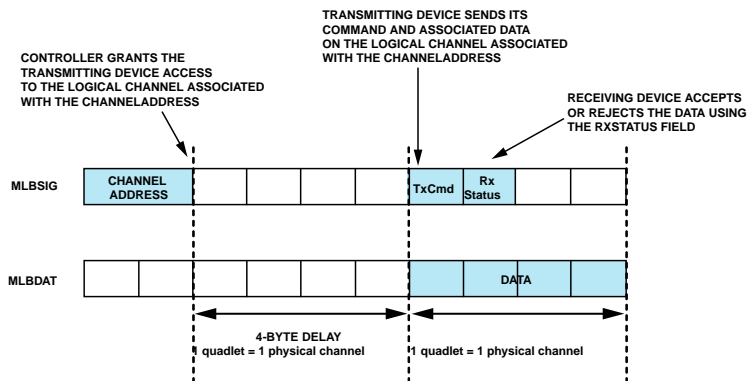 TRANSMITTING DEVICE SENDS ITS
COMMAND AND ASSOCIATED DATA
ON THE LOGICAL CHANNEL ASSOCIATED
WITH THE CHANNELADDRESS
CONTROLLER GRANTS THE
TRANSMITTING DEVICE ACCESS
TO THE LOGICAL CHANNEL ASSOCIATED
WITH THE CHANNELADDRESS
RECEIVING DEVICE ACCEPTS
OR REJECTS THE DATA USING
THE RXSTATUS FIELD
MLBSIG
CHANNEL
ADDRESS
TxCmd
Rx
Status
MLBDAT
DATA
4-BYTE DELAY
1 quadlet = 1 physical channel
1 quadlet = 1 physical channel